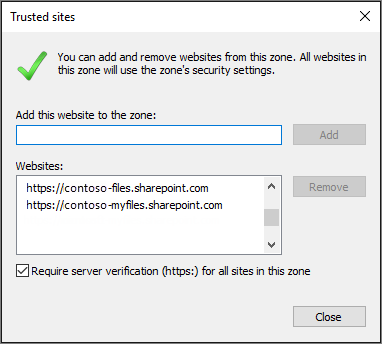 Trusted sites
You can add and remove websites from this zone. All websites in
this zone will use the zone's security settings.
Add this website to the zone:
Add
Websites:
https://contoso-files.sharepoint.com
https://contoso-myfiles.sharepoint.com
Remove
Require server verification (https:) for all sites in this zone
Close